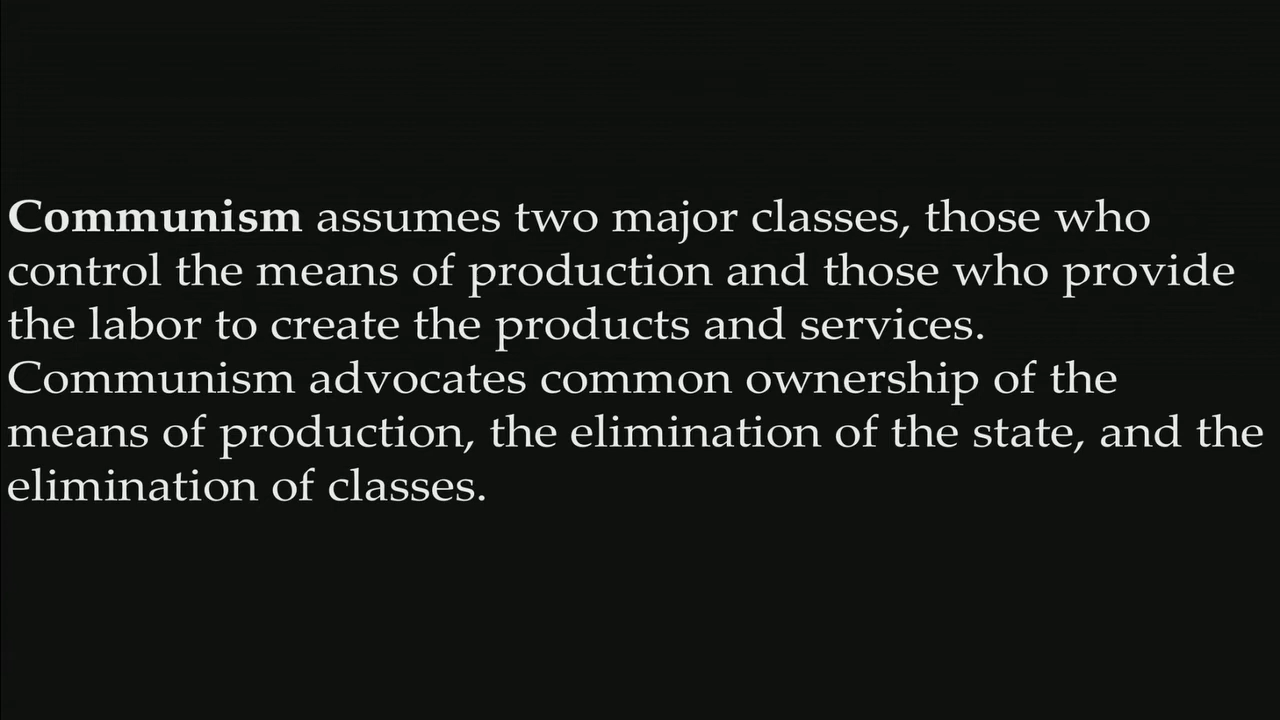 Communism assumes two major classes, those who
control the means of production and those who provide
the labor to create the products and services.
Communism advocates common ownership of the
means of production, the elimination of the state, and the
elimination of classes.